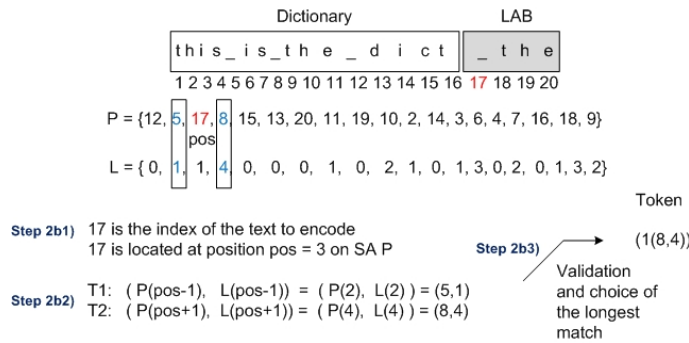 Dictionary LAB
this_is_the_dict _the
1 2 3 4 5 6 7 8 9 10 11 12 13 14 15 16 17 18 19 20
P = {12, 5, 17, 8, 15, 13, 20, 11, 19, 10, 2, 14, 3, 6, 4, 7, 16, 18, 9}
pos
L = { 0, 1, 1, 4, 0, 0, 0, 1, 0, 2, 1, 0, 1, 3, 0, 2, 0, 1, 3, 2}
Token
Step 2b1) 17 is the index of the text to encode
17 is located at position pos = 3 on SA P
Step 2b3) (1(8,4))
Step 2b2) T1: ( P(pos-1), L(pos-1)) = ( P(2), L(2) ) = (5,1)
T2: ( P(pos+1), L(pos+1)) = ( P(4), L(4) ) = (8,4)
Validation
and choice of
the longest
match